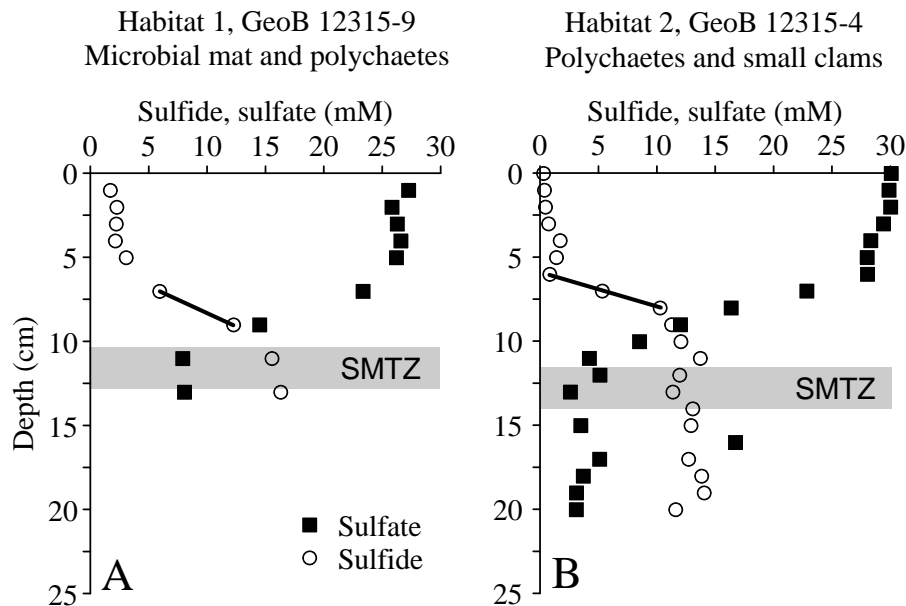 Habitat 1, GeoB 12315-9
Microbial mat and polychaetes
Sulfide, sulfate (mM)
0 5 10 15 20 25 30
0
5
10
15
20
25
Depth (cm)
SMTZ
Sulfate
Sulfide
A
Habitat 2, GeoB 12315-4
Polychaetes and small clams
Sulfide, sulfate (mM)
0 5 10 15 20 25 30
0
5
10
15
20
25
SMTZ
B